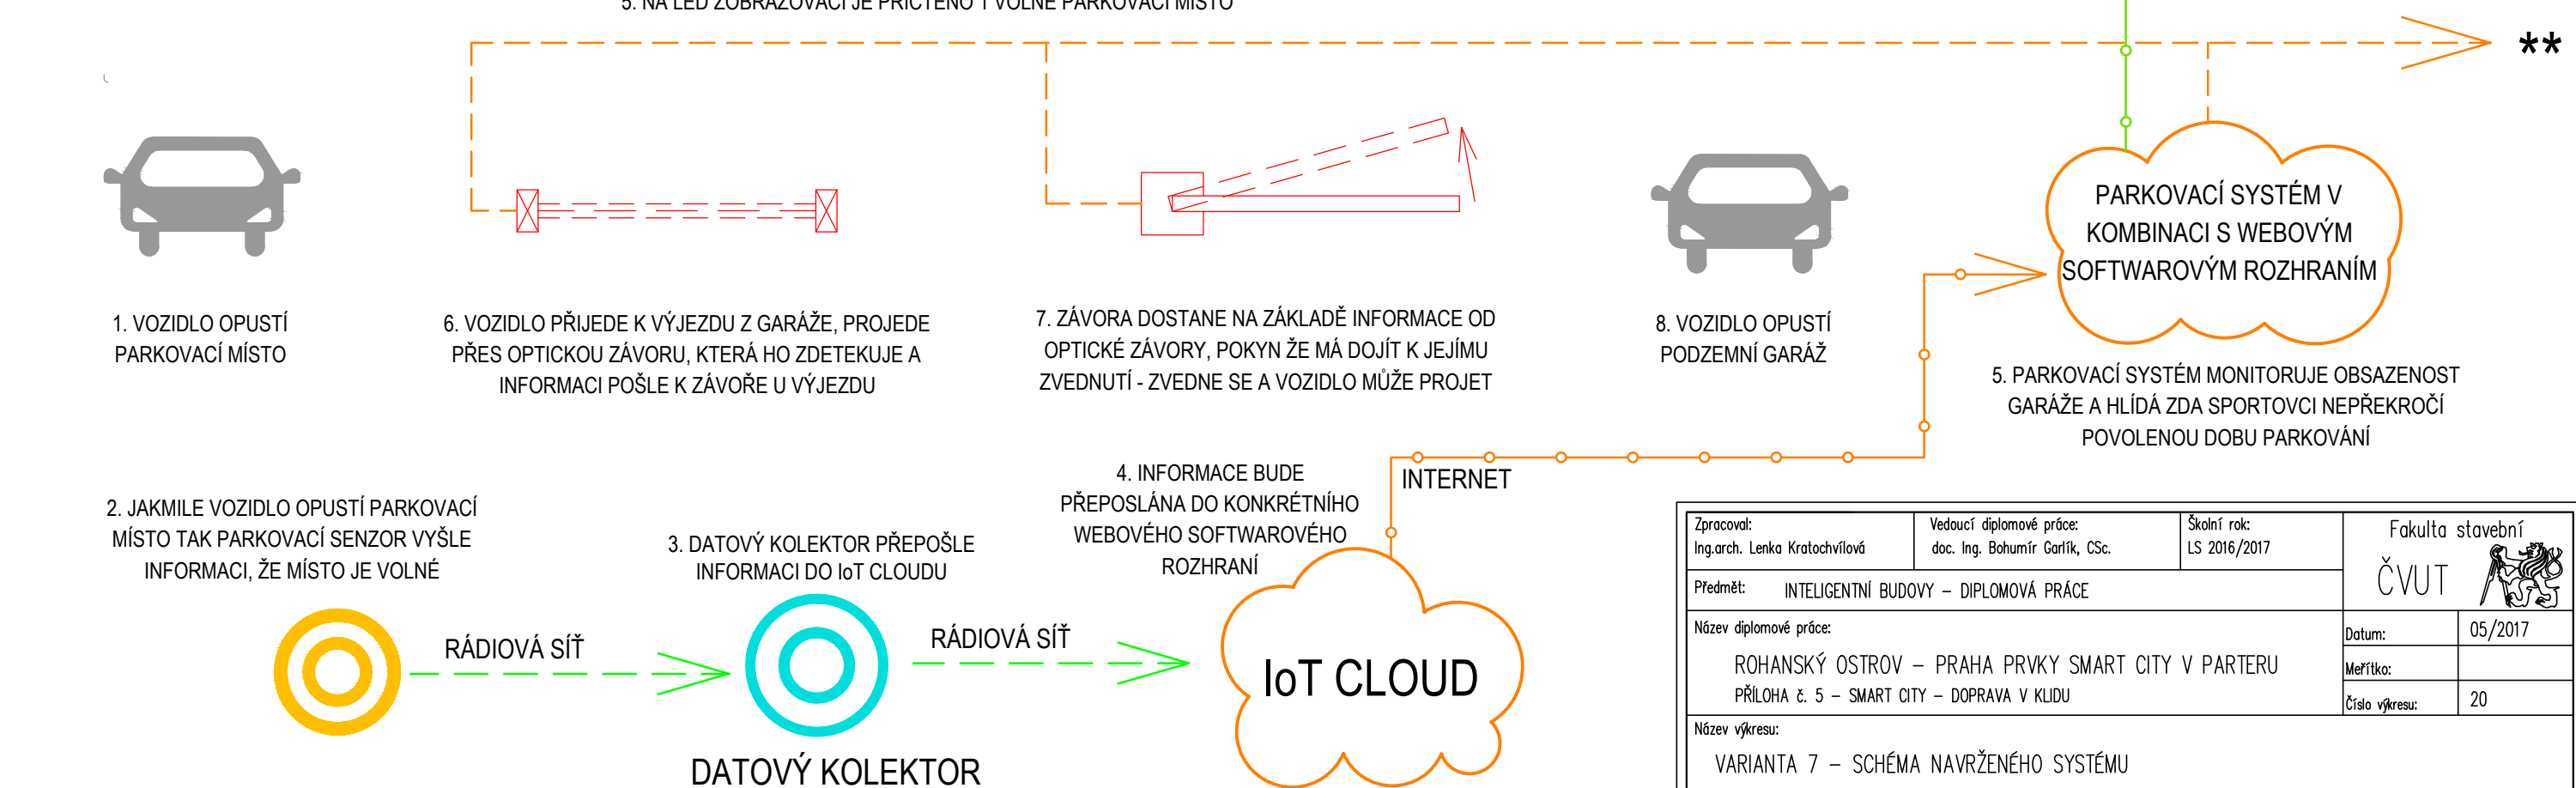 5. NA LED ZOBRAZOVAČI JE PŘIČTENO 1 VOLNÉ PARKOVACÍ MÍSTO
**
PARKOVACÍ SYSTÉM V
KOMBINACI S WEBOVÝM
SOFTWAROVÝM ROZHRANÍM
1. VOZIDLO OPUSTÍ
PARKOVACÍ MÍSTO
6. VOZIDLO PŘIJEDE K VÝJEZDU Z GARÁŽE, PROJEDE
PŘES OPTICKOU ZÁVORU, KTERÁ HO ZDETEKUJE A
INFORMACI POŠLE K ZÁVOŘE U VÝJEZDU
7. ZÁVORA DOSTANE NA ZÁKLADĚ INFORMACE OD
OPTICKÉ ZÁVORY, POKYN ŽE MÁ DOJÍT K JEJÍMU
ZVEDNUTÍ - ZVEDNE SE A VOZIDLO MŮŽE PROJET
8. VOZIDLO OPUSTÍ
PODZEMNÍ GARÁŽ
5. PARKOVACÍ SYSTÉM MONITORUJE OBSAZENOST
GARÁŽE A HLÍDÁ ZDA SPORTOVCI NEPŘEKROČÍ
POVOLENOU DOBU PARKOVÁNÍ
2. JAKMILE VOZIDLO OPUSTÍ PARKOVACÍ
MÍSTO TAK PARKOVACÍ SENZOR VYŠLE
INFORMACI, ŽE MÍSTO JE VOLNÉ
3. DATOVÝ KOLEKTOR PŘEPOŠLE
INFORMACI DO IoT CLOUDU
4. INFORMACE BUDE
PŘEPOSLÁNA DO KONKRÉTNÍHO
WEBOVÉHO SOFTWAROVÉHO
ROZHRANÍ
INTERNET
RÁDIOVÁ SÍŤ
RÁDIOVÁ SÍŤ
IoT CLOUD
DATOVÝ KOLEKTOR
Zpracoval:
Ing.arch. Lenka Kratochvílová
Vedoucí diplomové práce:
doc. Ing. Bohumír Garlík, CSc.
Školní rok:
LS 2016/2017
Fakulta stavební
ČVUT
Předmět: INTELIGENTNÍ BUDOVY – DIPLOMOVÁ PRÁCE
Název diplomové práce:
ROHANSKÝ OSTROV – PRAHA PRVKY SMART CITY V PARTERU
PŘÍLOHA č. 5 – SMART CITY – DOPRAVA V KLIDU
Datum: 05/2017
Meřítko:
Číslo výkresu: 20
Název výkresu:
VARIANTA 7 – SCHÉMA NAVRŽENÉHO SYSTÉMU